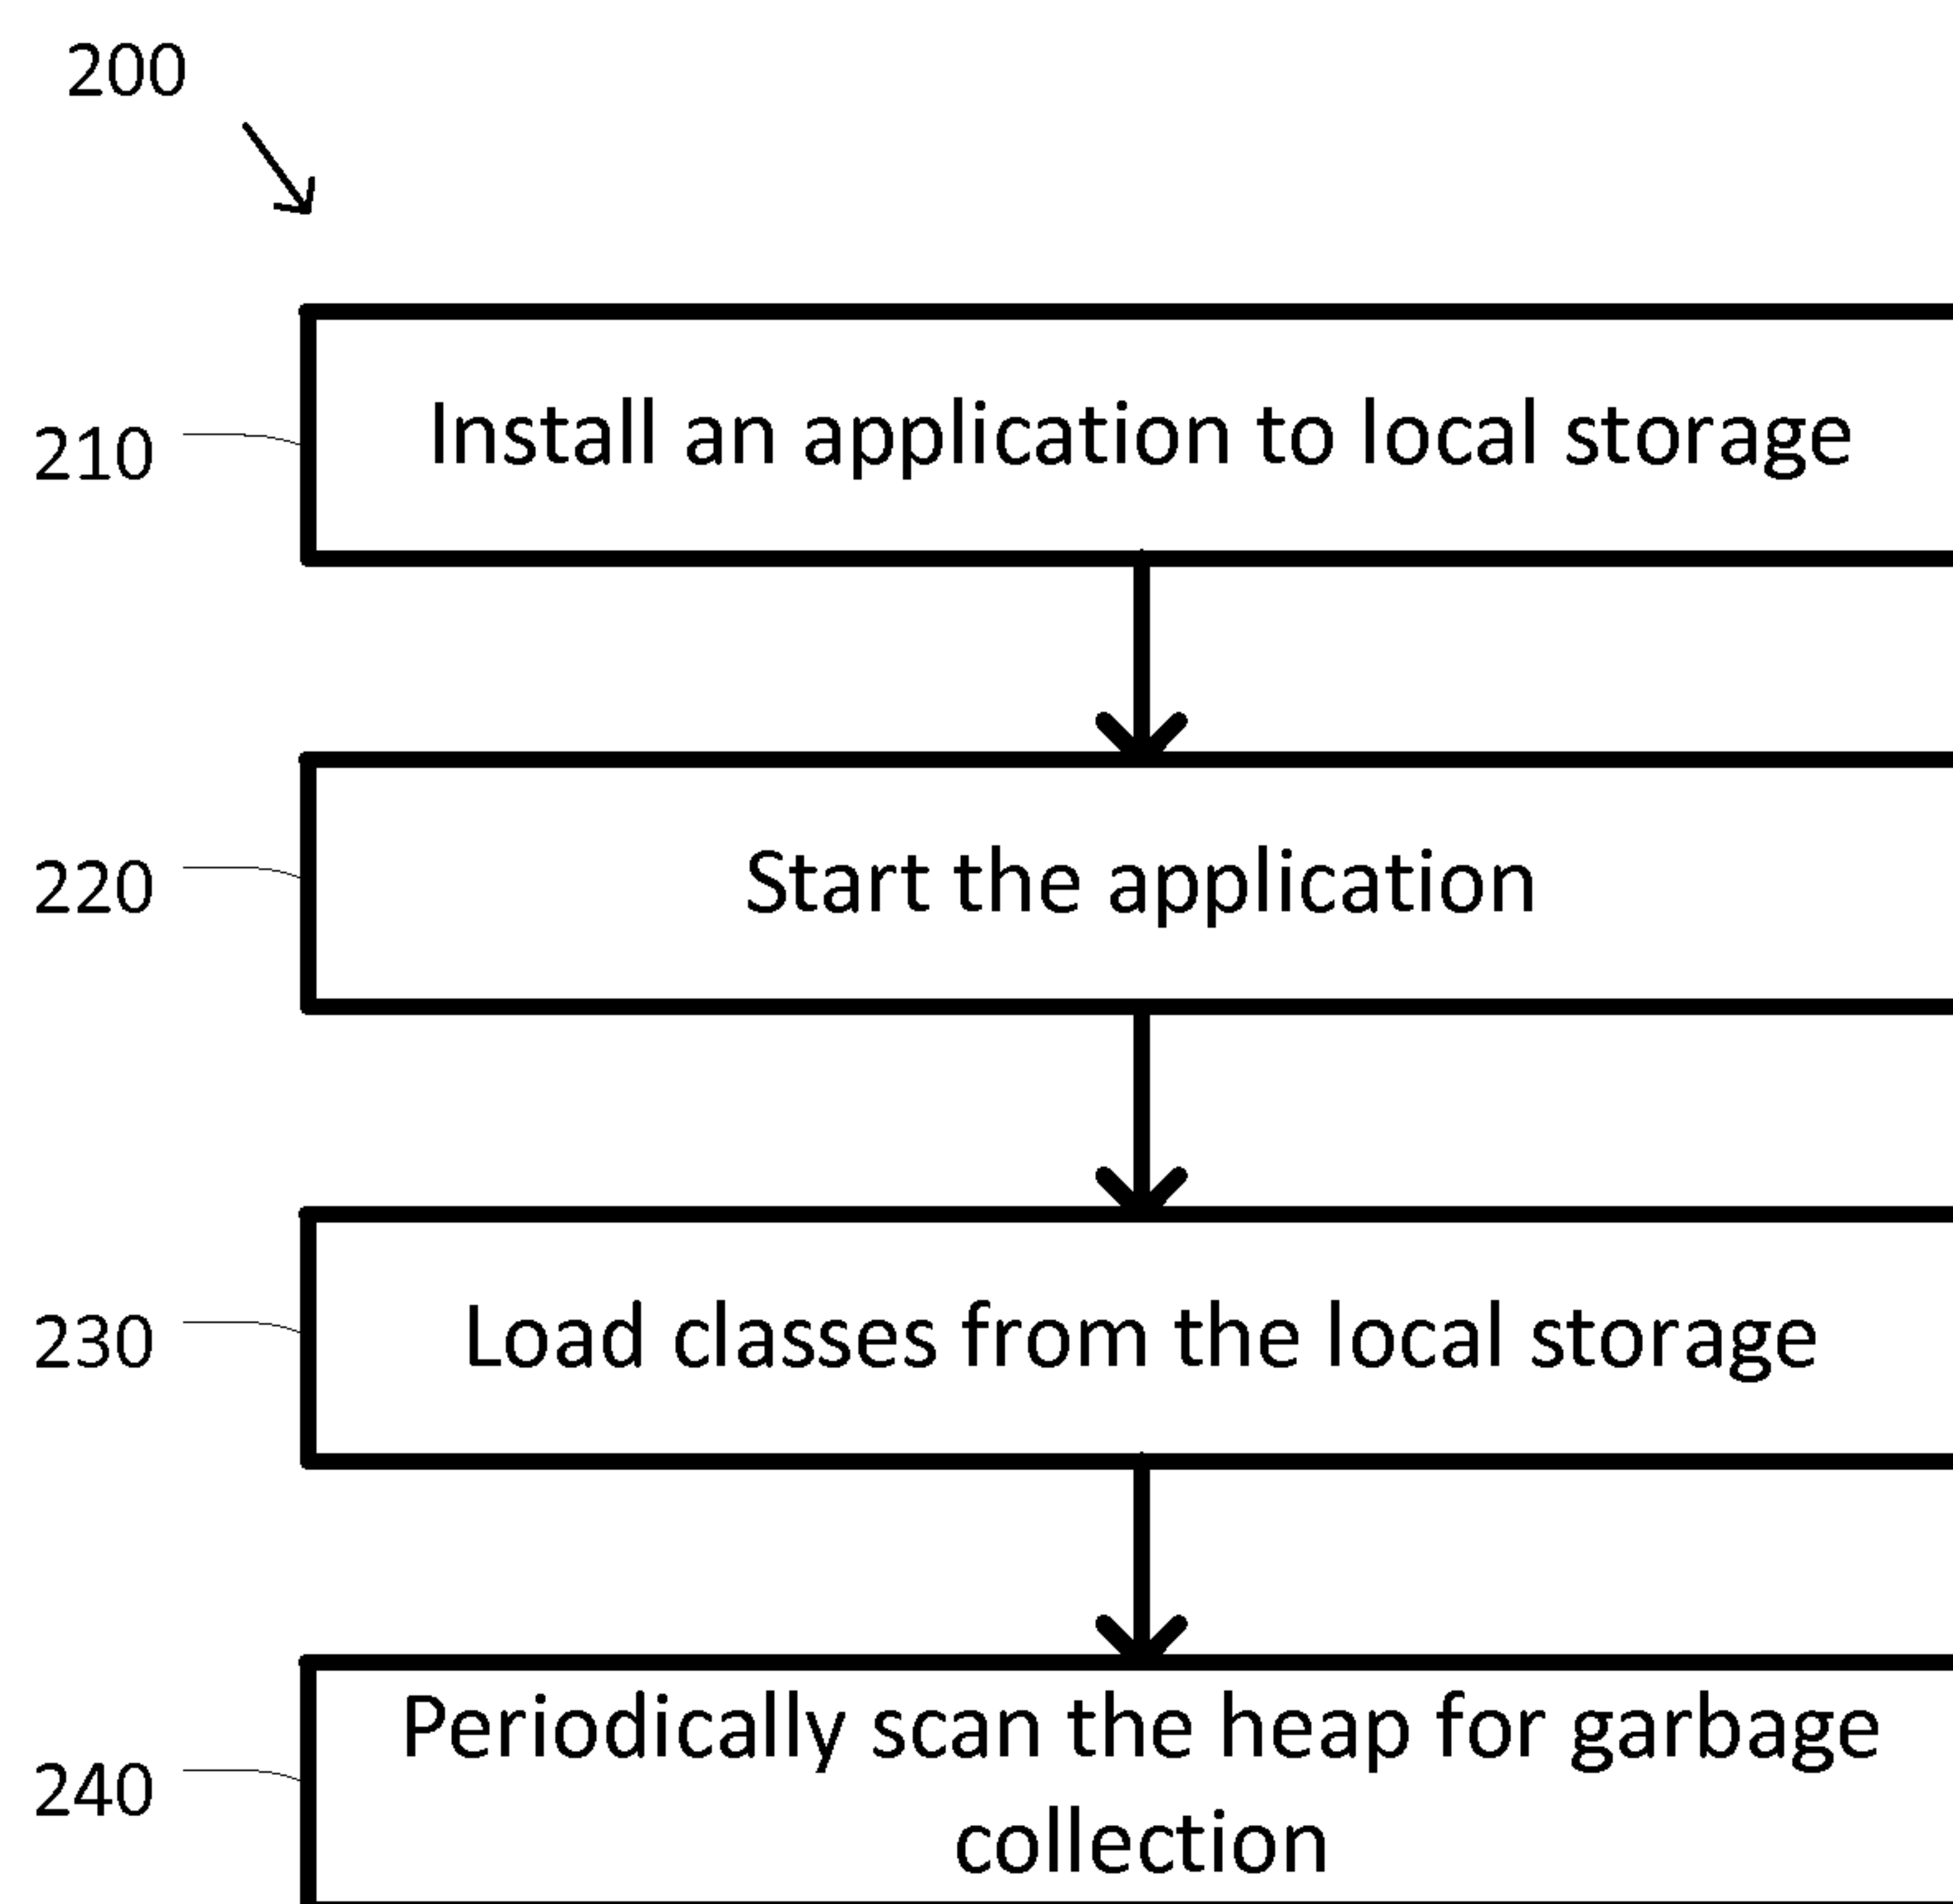 200
210
Install an application to local storage
220
Start the application
230
Load classes from the local storage
240
Periodically scan the heap for garbage
collection